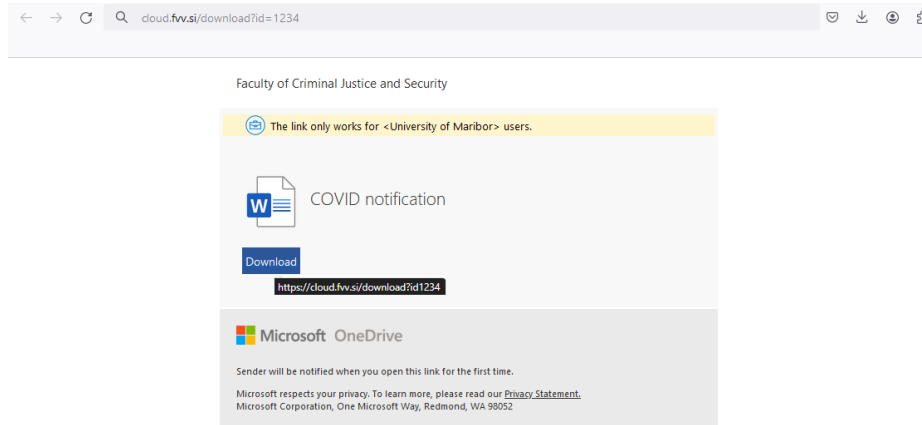 cloud.fvv.si/download?id=1234
Faculty of Criminal Justice and Security
The link only works for <University of Maribor> users.
W
COVID notification
Download
https://cloud.fvv.si/download?id1234
Microsoft OneDrive
Sender will be notified when you open this link for the first time.
Microsoft respects your privacy. To learn more, please read our Privacy Statement.
Microsoft Corporation, One Microsoft Way, Redmond, WA 98052